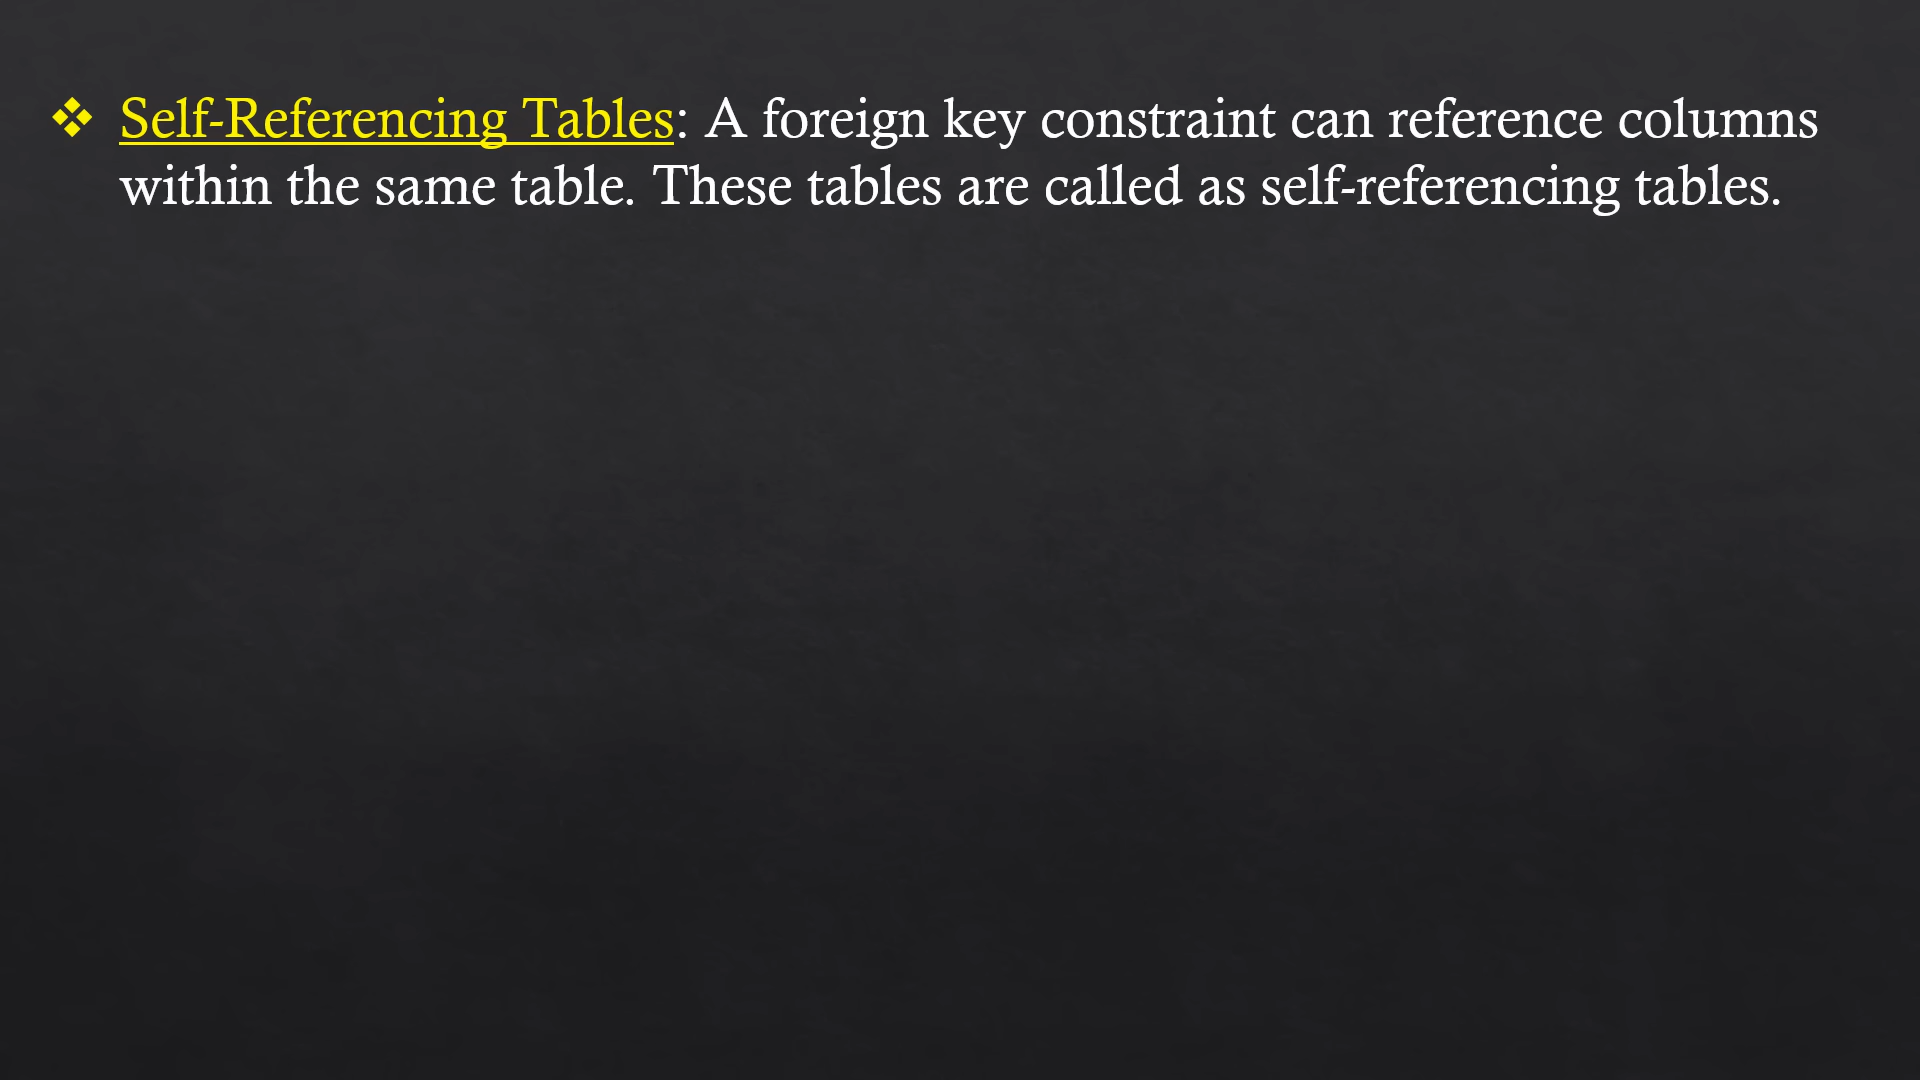 ❖ Self-Referencing Tables: A foreign key constraint can reference columns
within the same table. These tables are called as self-referencing tables.